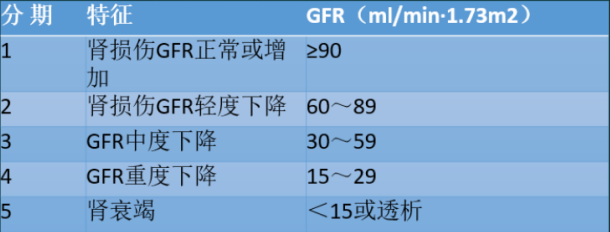 分 期 特征 GFR（ml/min·1.73m2）
1 肾损伤GFR正常或增 ≥90
加
2 肾损伤GFR轻度下降 60～89
3 GFR中度下降 30～59
4 GFR重度下降 15～29
5 肾衰竭 ＜15或透析